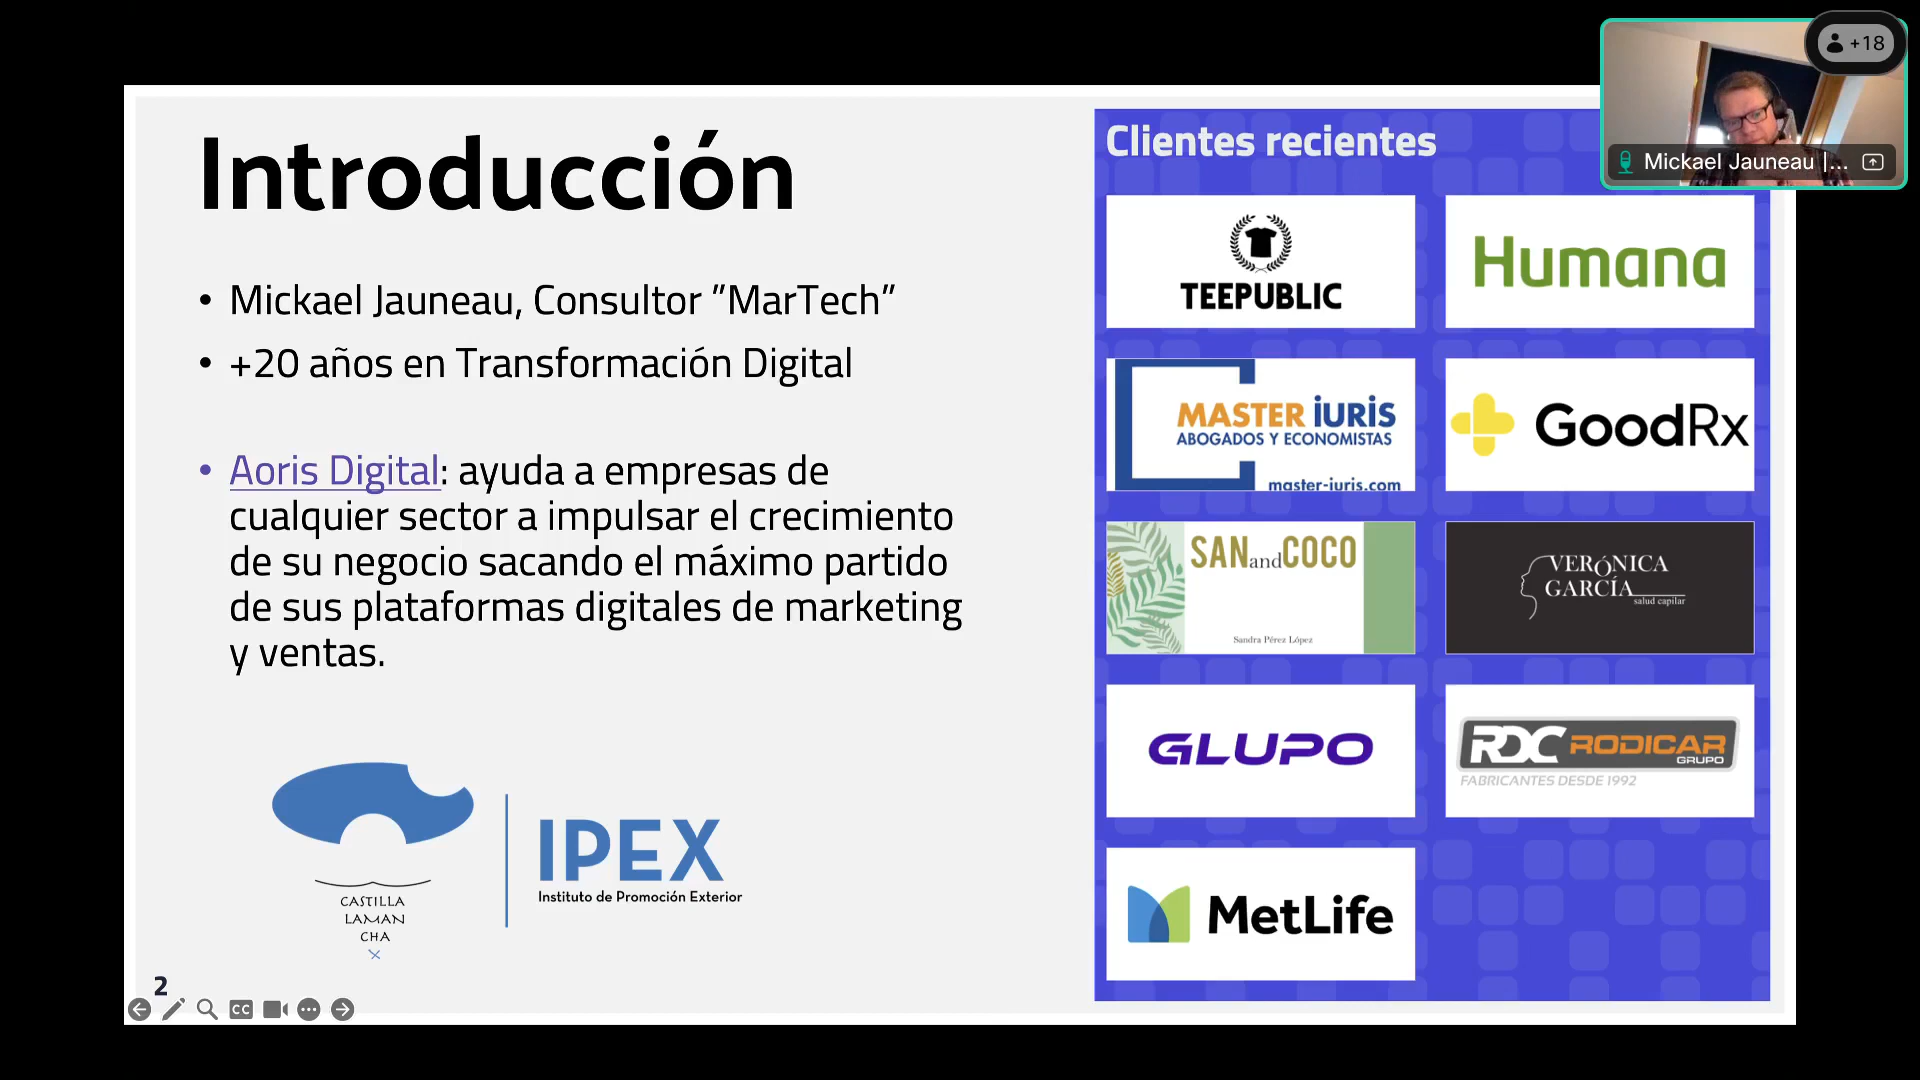 +18
Mickael Jauneau |...
Introducción
• Mickael Jauneau, Consultor ”MarTech”
• +20 años en Transformación Digital
• Aoris Digital: ayuda a empresas de
cualquier sector a impulsar el crecimiento
de su negocio sacando el máximo partido
de sus plataformas digitales de marketing
y ventas.
CASTILLA
LAMAN
CHA
IPEX
Instituto de Promoción Exterior
2
CC
Clientes recientes
TEEPUBLIC
Humana
MASTER iURiS
ABOGADOS Y ECONOMISTAS
master-iuris.com
GoodRx
SANandCOCO
Sandra Pérez López
VERÓNICA
GARCÍA
salud capilar
GLUPO
RDC RODICAR
GRUPO
FABRICANTES DESDE 1992
MetLife